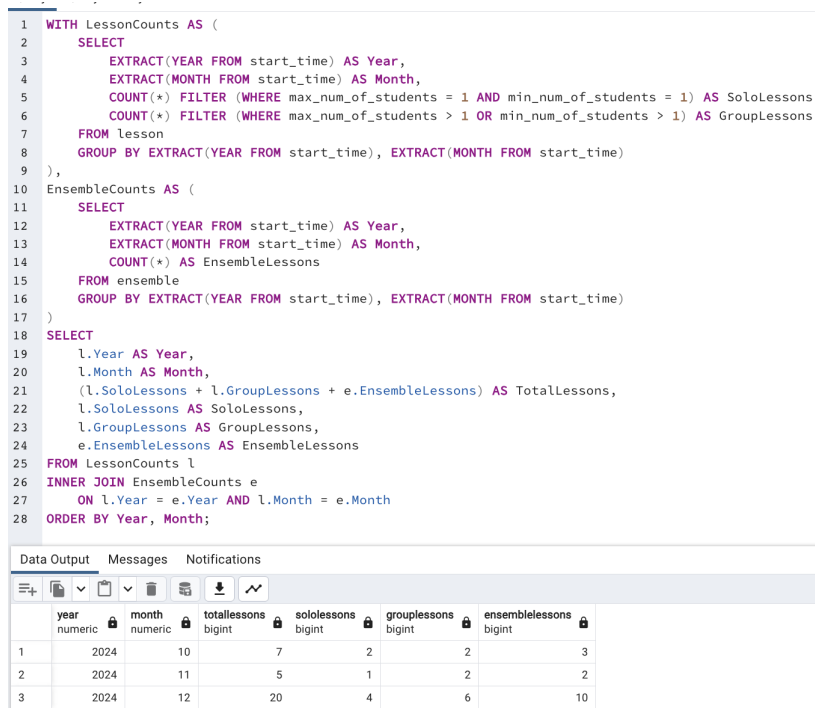 1 WITH LessonCounts AS (
2 SELECT
3 EXTRACT(YEAR FROM start_time) AS Year,
4 EXTRACT(MONTH FROM start_time) AS Month,
5 COUNT(*) FILTER (WHERE max_num_of_students = 1 AND min_num_of_students = 1) AS SoloLessons
6 COUNT(*) FILTER (WHERE max_num_of_students > 1 OR min_num_of_students > 1) AS GroupLessons
7 FROM lesson
8 GROUP BY EXTRACT(YEAR FROM start_time), EXTRACT(MONTH FROM start_time)
9 ),
10 EnsembleCounts AS (
11 SELECT
12 EXTRACT(YEAR FROM start_time) AS Year,
13 EXTRACT(MONTH FROM start_time) AS Month,
14 COUNT(*) AS EnsembleLessons
15 FROM ensemble
16 GROUP BY EXTRACT(YEAR FROM start_time), EXTRACT(MONTH FROM start_time)
17 )
18 SELECT
19 l.Year AS Year,
20 l.Month AS Month,
21 (l.SoloLessons + l.GroupLessons + e.EnsembleLessons) AS TotalLessons,
22 l.SoloLessons AS SoloLessons,
23 l.GroupLessons AS GroupLessons,
24 e.EnsembleLessons AS EnsembleLessons
25 FROM LessonCounts l
26 INNER JOIN EnsembleCounts e
27 ON l.Year = e.Year AND l.Month = e.Month
28 ORDER BY Year, Month;
Data Output Messages Notifications
year month totallessons sololessons grouplessons ensemblelessons
numeric numeric bigint bigint bigint bigint
1 2024 10 7 2 2 3
2 2024 11 5 1 2 2
3 2024 12 20 4 6 10